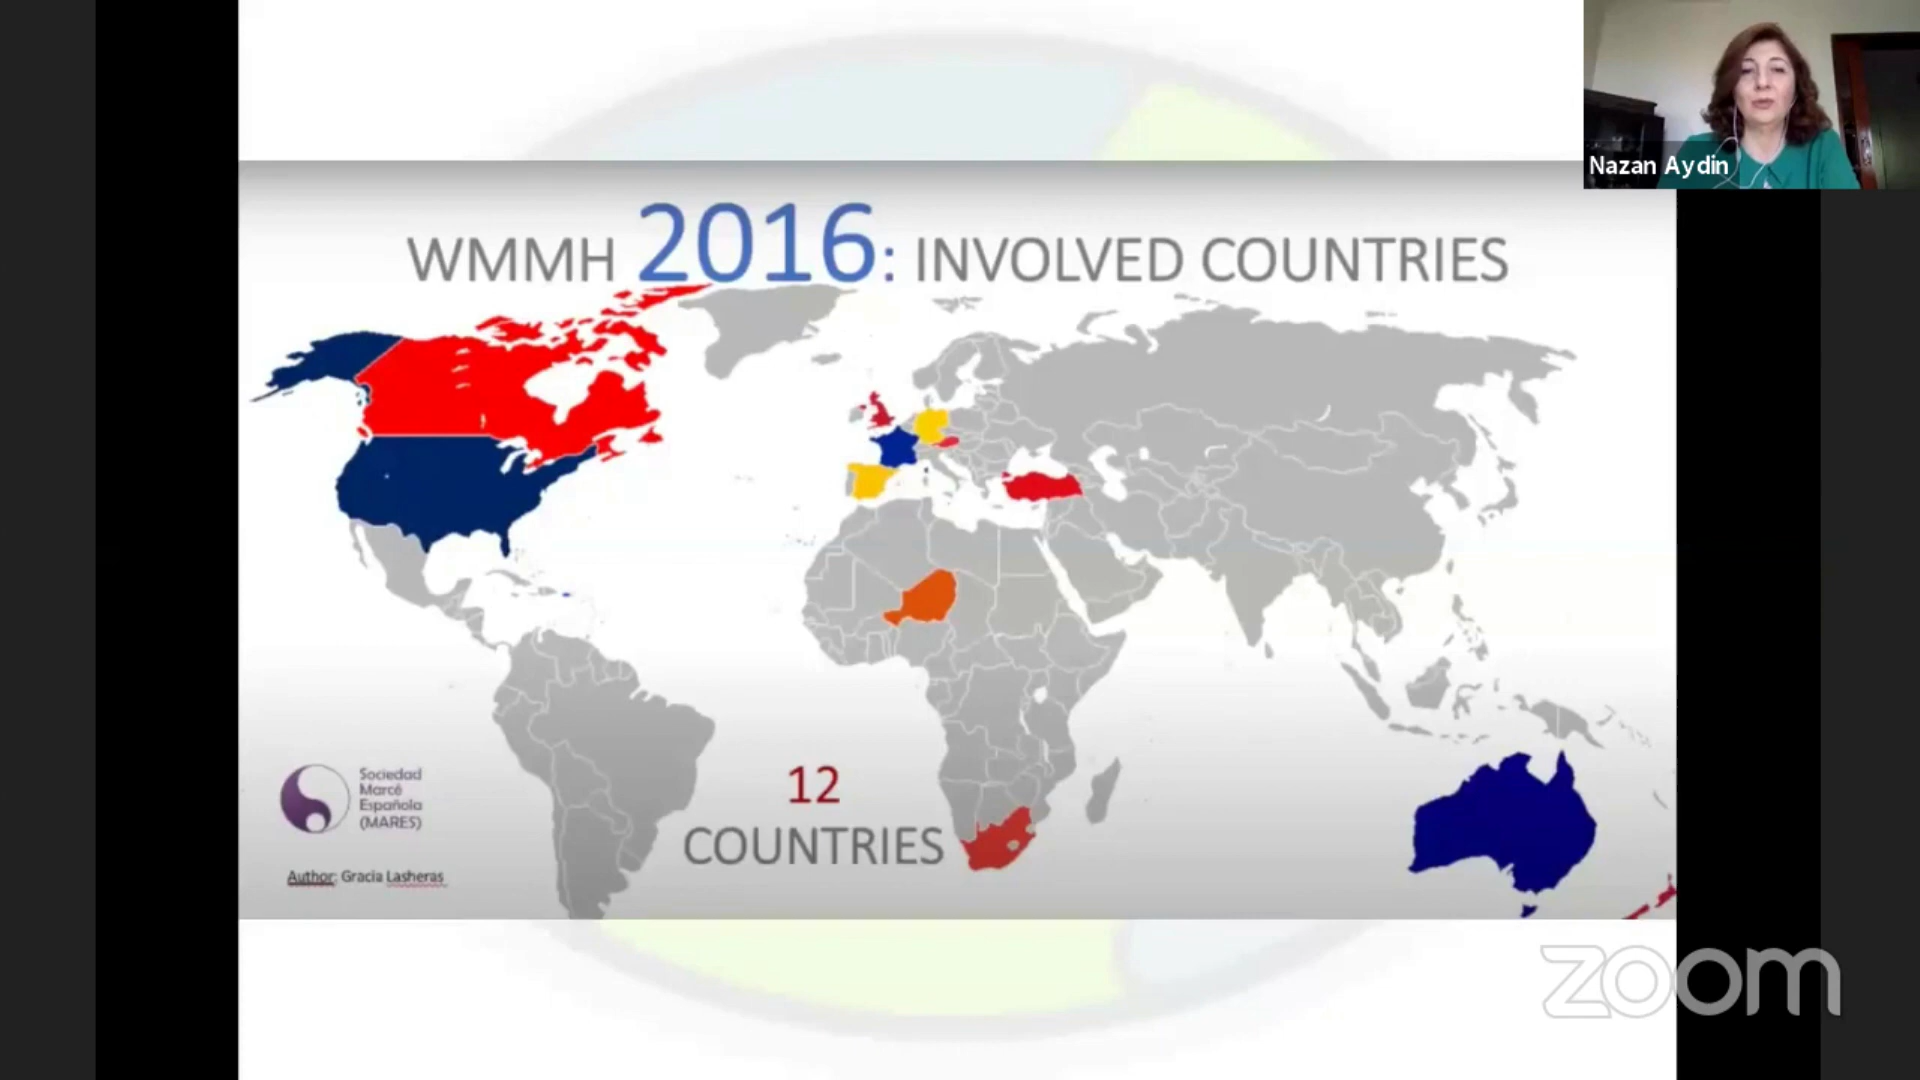 Nazan Aydin
WMMH 2016: INVOLVED COUNTRIES
12
COUNTRIES
Sociedad
Marcé
Española
(MARES)
Author: Gracia Lasheras
zoom